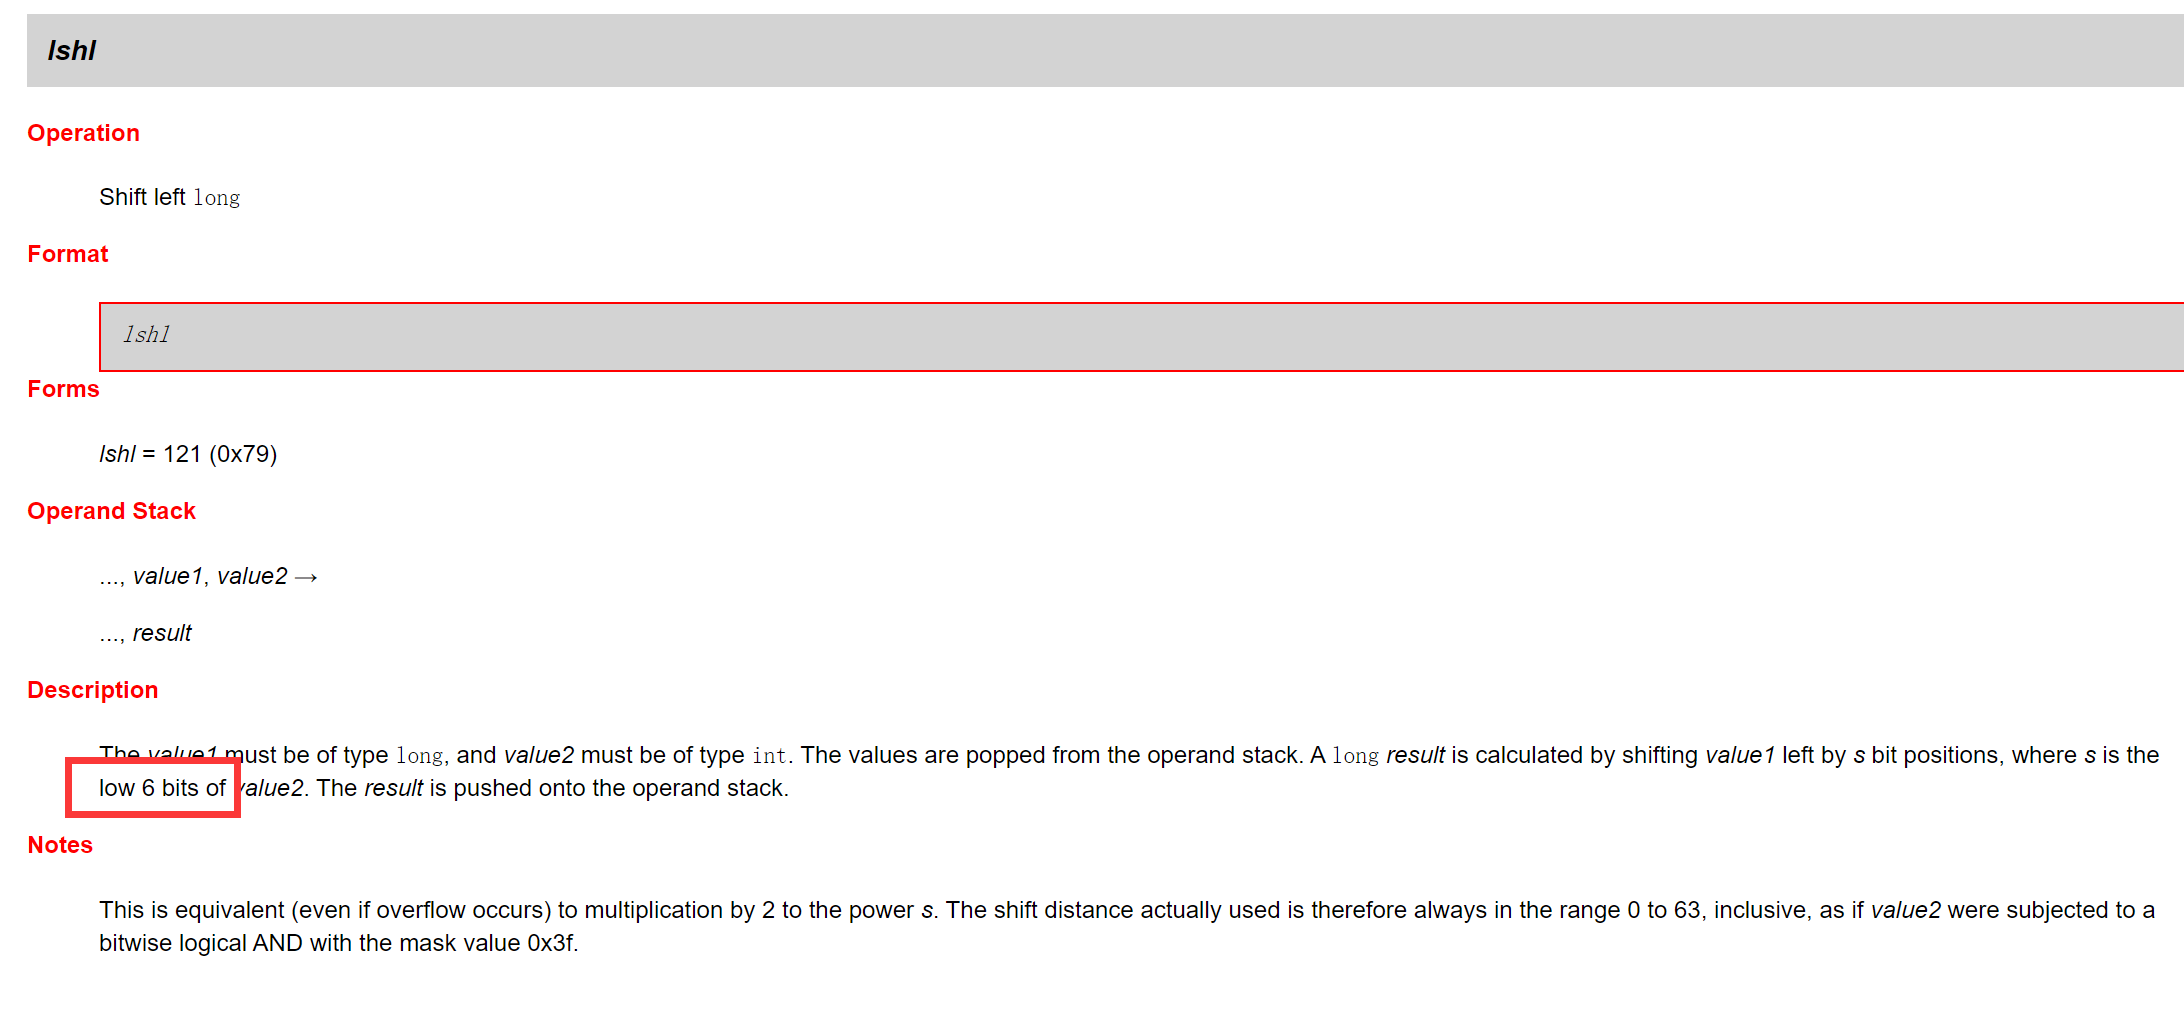 lshl
Operation
Shift left long
Format
lshl
Forms
lshl = 121 (0x79)
Operand Stack
..., value1, value2 →
..., result
Description
The value1 must be of type long, and value2 must be of type int. The values are popped from the operand stack. A long result is calculated by shifting value1 left by s bit positions, where s is the
low 6 bits of value2. The result is pushed onto the operand stack.
Notes
This is equivalent (even if overflow occurs) to multiplication by 2 to the power s. The shift distance actually used is therefore always in the range 0 to 63, inclusive, as if value2 were subjected to a
bitwise logical AND with the mask value 0x3f.